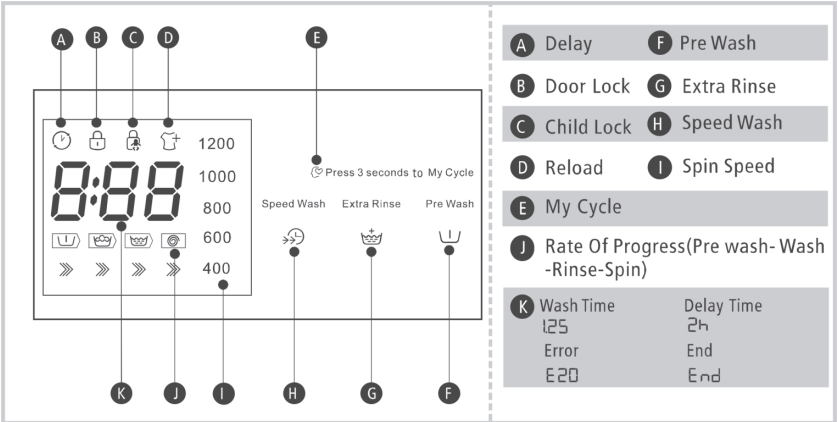 A B C D E
1200
1000
Press 3 seconds to My Cycle
8:88
800
Speed Wash Extra Rinse Pre Wash
600
400
K J I H G F
A Delay F Pre Wash
B Door Lock G Extra Rinse
C Child Lock H Speed Wash
D Reload I Spin Speed
E My Cycle
J Rate Of Progress(Pre wash- Wash
-Rinse-Spin)
K Wash Time Delay Time
1.25 2h
Error End
E20 End